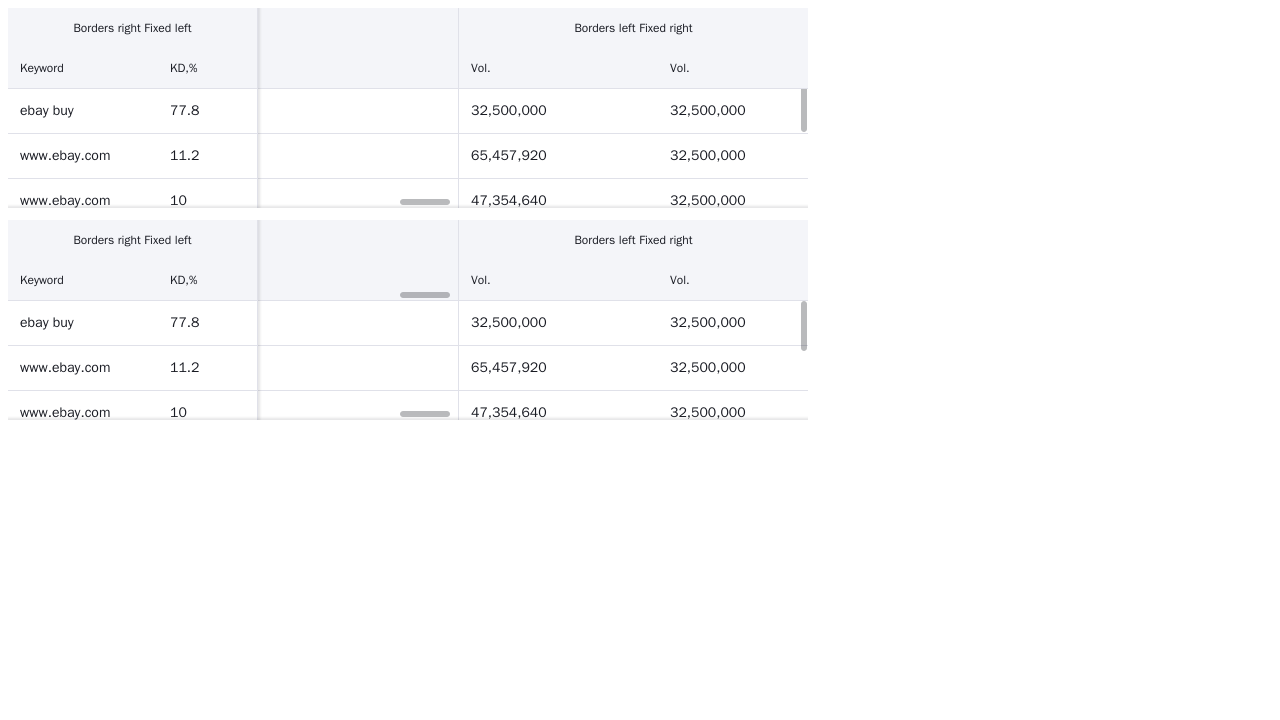 Borders right Fixed left Borders left Fixed right
Keyword KD,% Vol. Vol.
ebay buy 77.8 32,500,000 32,500,000
www.ebay.com 11.2 65,457,920 32,500,000
www.ebay.com 10 47,354,640 32,500,000
Borders right Fixed left Borders left Fixed right
Keyword KD,% Vol. Vol.
ebay buy 77.8 32,500,000 32,500,000
www.ebay.com 11.2 65,457,920 32,500,000
www.ebay.com 10 47,354,640 32,500,000